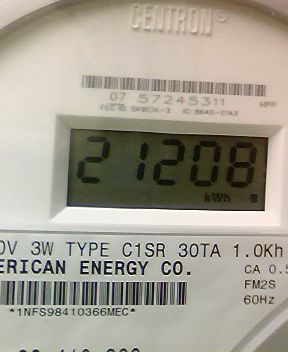 CENTRON®
07 57245311 HPP
21208
kWh
0V 3W TYPE C1SR 30TA 1.0Kh
ERICAN ENERGY CO. CA 0.5
FM2S
60Hz
*1NFS98410366MEC*